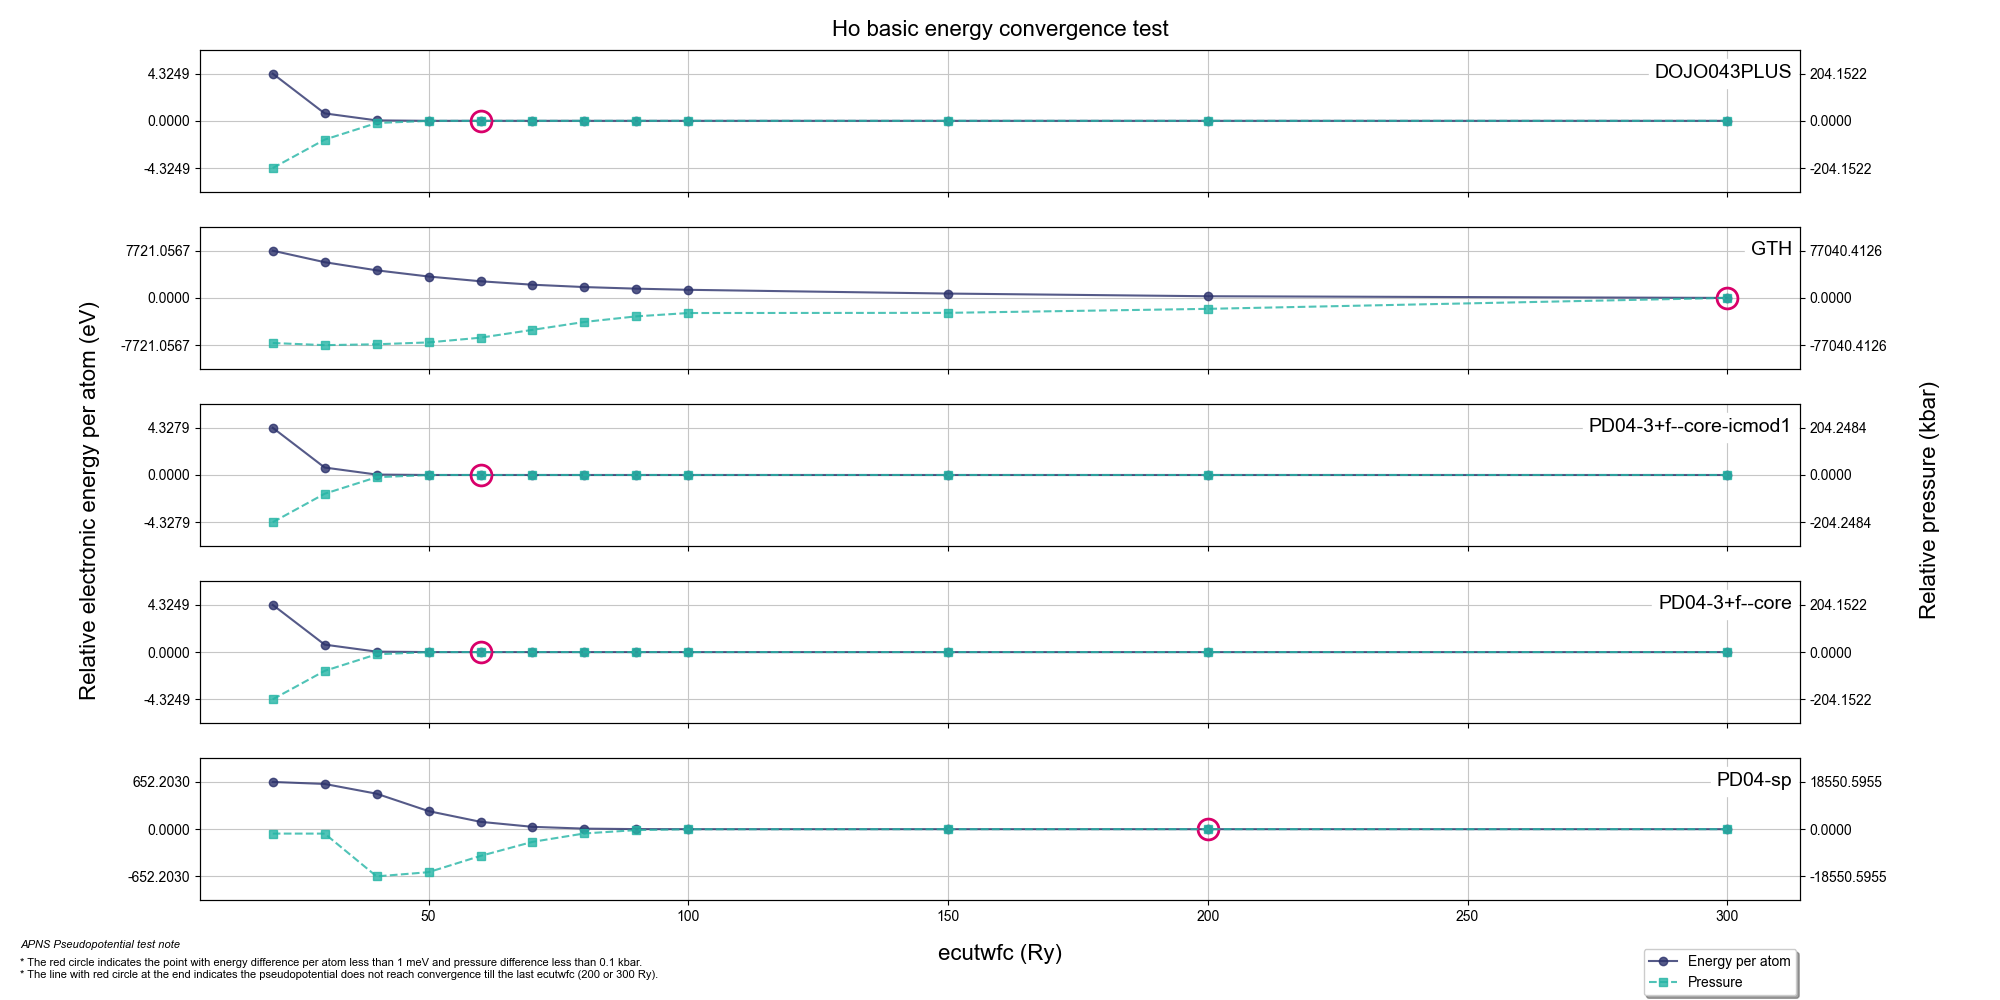 Ho basic energy convergence test
DOJO043PLUS
4.3249
0.0000
-4.3249
204.1522
0.0000
-204.1522
GTH
7721.0567
0.0000
-7721.0567
77040.4126
0.0000
-77040.4126
PD04-3+f--core-icmod1
4.3279
0.0000
-4.3279
204.2484
0.0000
-204.2484
PD04-3+f--core
4.3249
0.0000
-4.3249
204.1522
0.0000
-204.1522
PD04-sp
652.2030
0.0000
-652.2030
18550.5955
0.0000
-18550.5955
Relative electronic energy per atom (eV)
Relative pressure (kbar)
50 100 150 200 250 300
ecutwfc (Ry)
APNS Pseudopotential test note
* The red circle indicates the point with energy difference per atom less than 1 meV and pressure difference less than 0.1 kbar.
* The line with red circle at the end indicates the pseudopotential does not reach convergence till the last ecutwfc (200 or 300 Ry).
Energy per atom
Pressure